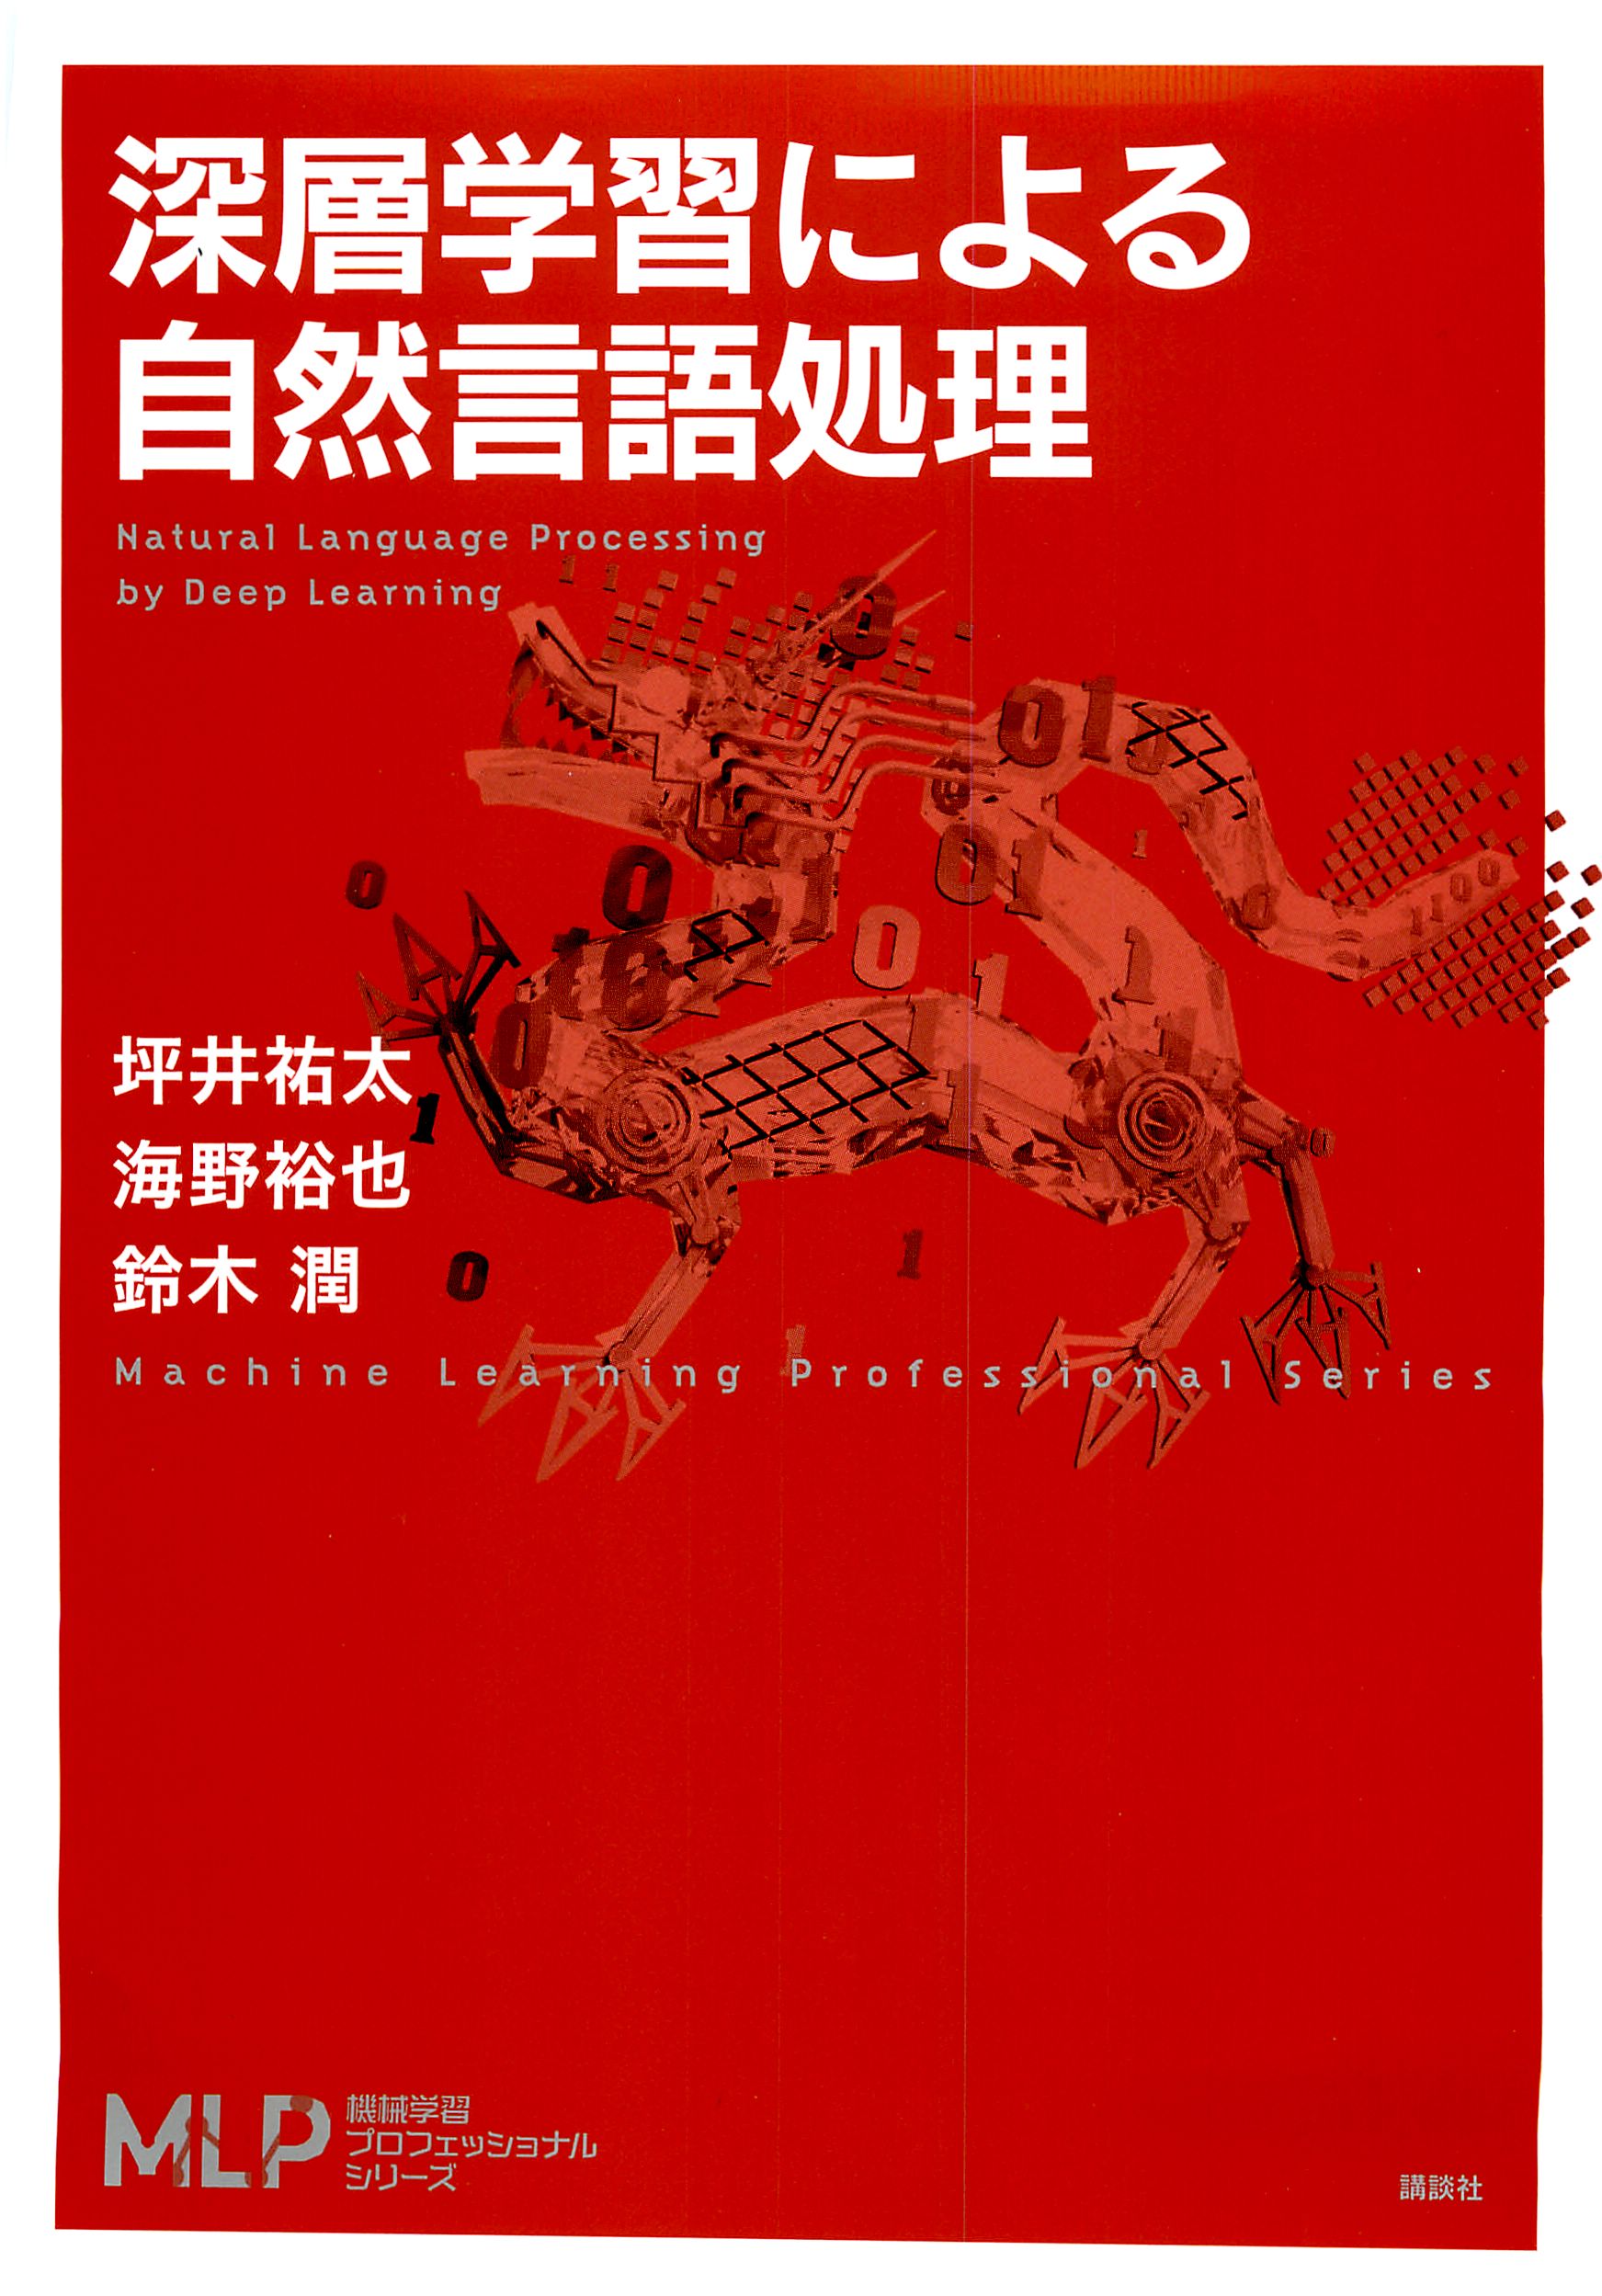 深層学習による
自然言語処理
Natural Language Processing
by Deep Learning
坪井祐太
海野裕也
鈴木 潤
Machine Learning Professional Series
MLP
機械学習
プロフェッショナル
シリーズ
講談社